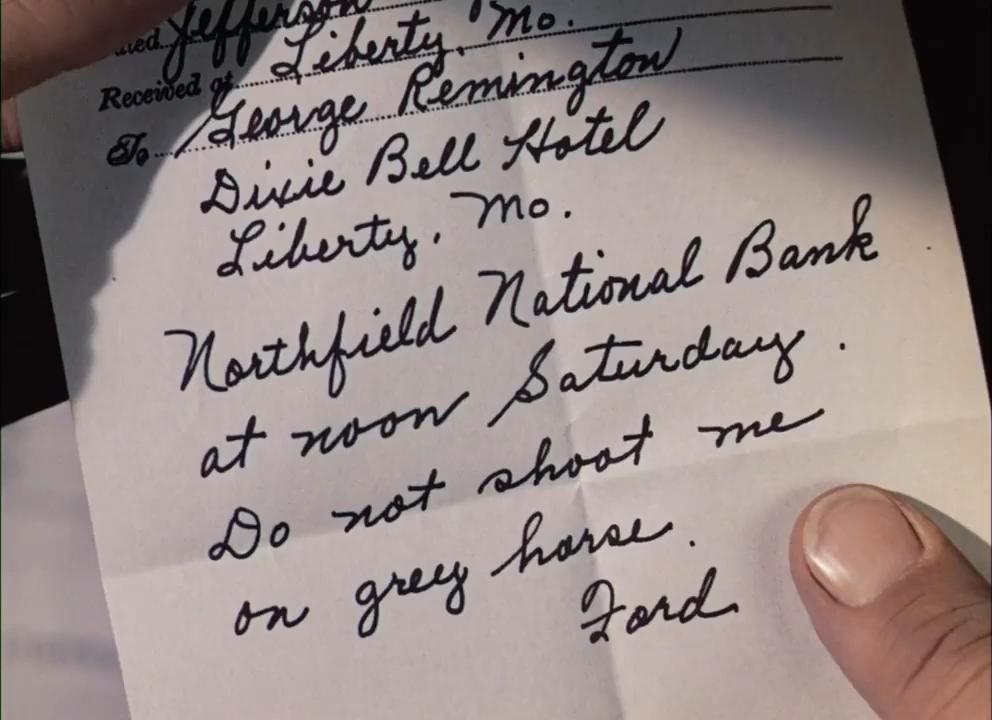 Jefferson
Liberty, Mo.
Received at
George Remington
To
Dixie Bell Hotel
Liberty, Mo.
Northfield National Bank
at noon Saturday.
Do not shoot me
on grey horse.
Ford